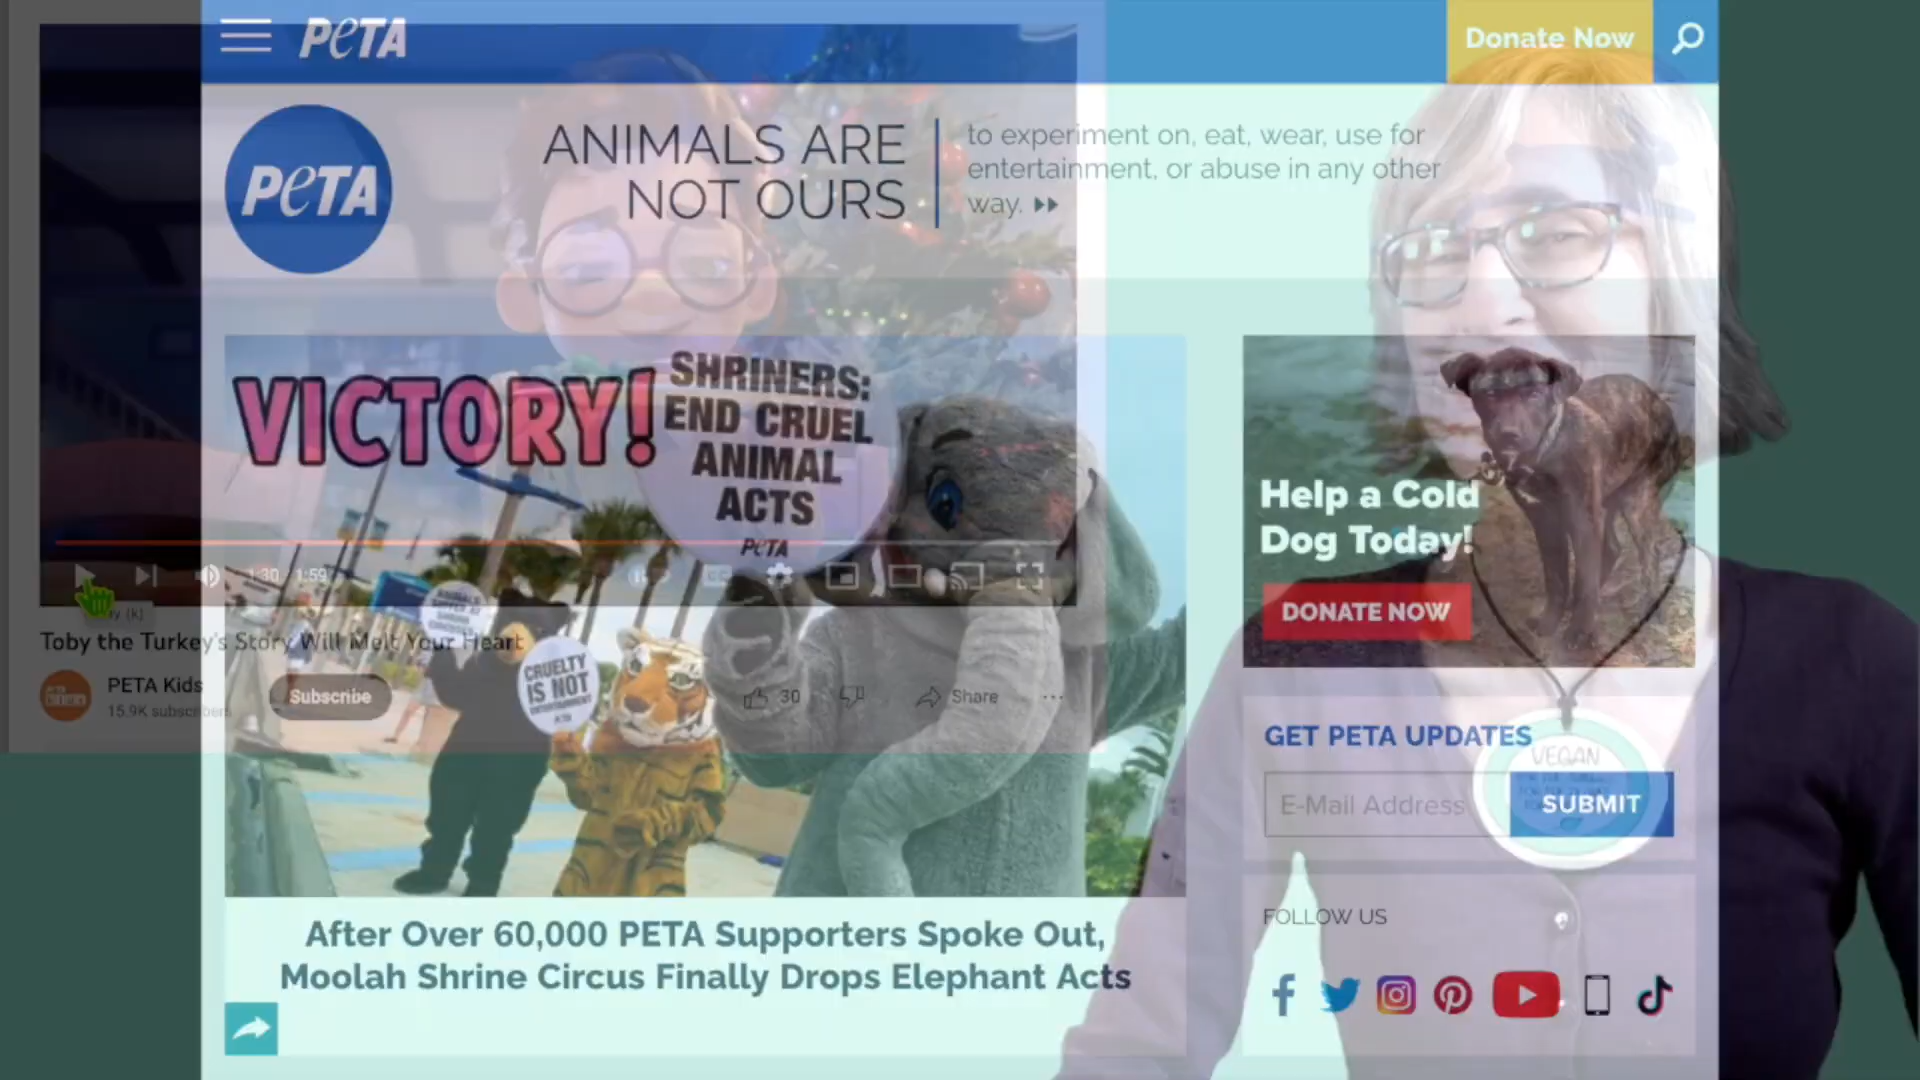 PETA
Donate Now
PETA
ANIMALS ARE
NOT OURS
to experiment on, eat, wear, use for
entertainment, or abuse in any other
way.
VICTORY!
SHRINERS:
END CRUEL
ANIMAL
ACTS
PETA
CRUELTY
IS NOT
ENTERTAINMENT
Help a Cold
Dog Today!
DONATE NOW
1:30 / 1:59
(k)
Toby the Turkey's Story Will Melt Your Heart
PETA Kids
15.9K subscribers
Subscribe
30
Share
GET PETA UPDATES
VEGAN
E-Mail Address
SUBMIT
FOLLOW US
After Over 60,000 PETA Supporters Spoke Out,
Moolah Shrine Circus Finally Drops Elephant Acts